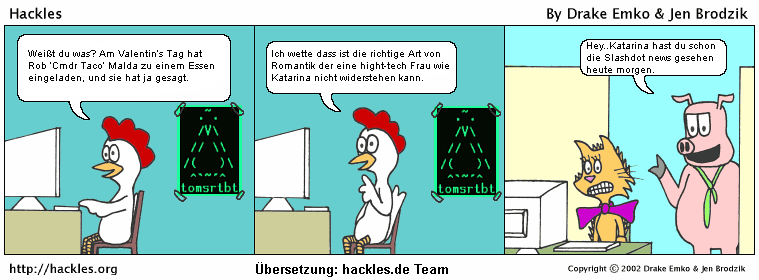 Hackles
By Drake Emko & Jen Brodzik
Weißt du was? Am Valentin's Tag hat
Rob 'Cmdr Taco' Malda zu einem Essen
eingeladen, und sie hat ja gesagt.
tomsrtbt
Ich wette dass ist die richtige Art von
Romantik der eine hight-tech Frau wie
Katarina nicht widerstehen kann.
tomsrtbt
Hey..Katarina hast du schon
die Slashdot news gesehen
heute morgen.
http://hackles.org
Übersetzung: hackles.de Team
Copyright © 2002 Drake Emko & Jen Brodzik